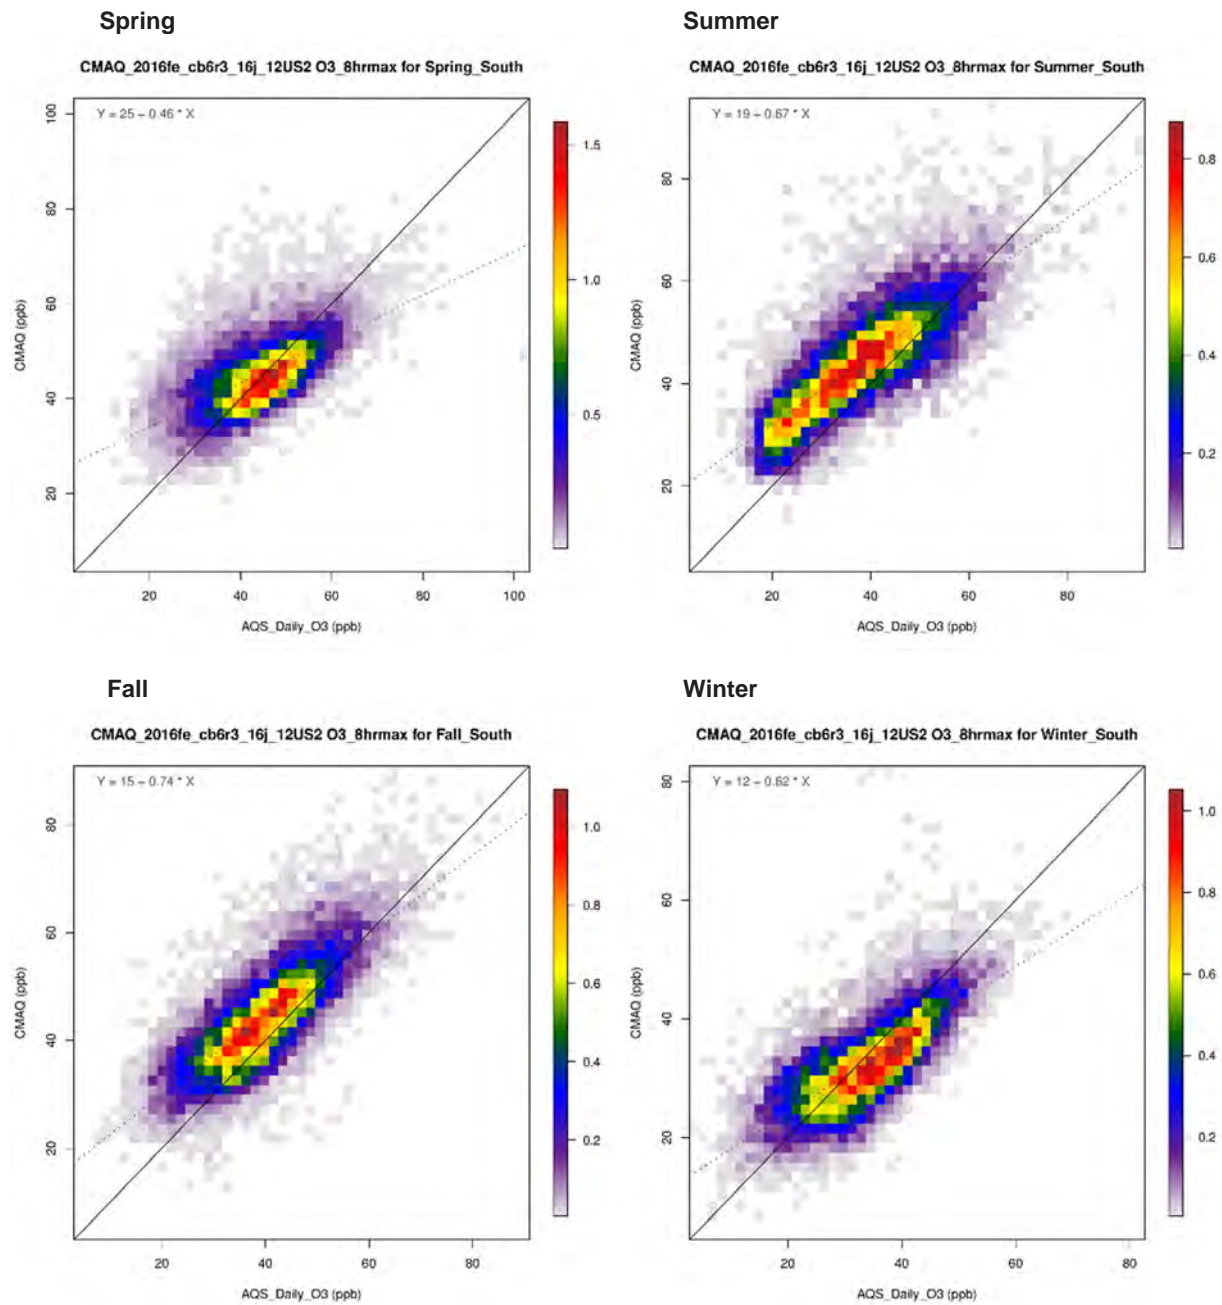 Spring
CMAQ_2016fe_cb6r3_16j_12US2 O3_8hrmax for Spring_South
Y = 25 + 0.46 * X
100
80
60
40
20
CMAQ (ppb)
20 40 60 80 100
AQS_Daily_O3 (ppb)
1.5
1.0
0.5
Summer
CMAQ_2016fe_cb6r3_16j_12US2 O3_8hrmax for Summer_South
Y = 19 + 0.67 * X
80
60
40
20
CMAQ (ppb)
20 40 60 80
AQS_Daily_O3 (ppb)
0.8
0.6
0.4
0.2
Fall
CMAQ_2016fe_cb6r3_16j_12US2 O3_8hrmax for Fall_South
Y = 15 + 0.74 * X
80
60
40
20
CMAQ (ppb)
20 40 60 80
AQS_Daily_O3 (ppb)
1.0
0.8
0.6
0.4
0.2
Winter
CMAQ_2016fe_cb6r3_16j_12US2 O3_8hrmax for Winter_South
Y = 12 + 0.62 * X
80
60
40
20
CMAQ (ppb)
20 40 60 80
AQS_Daily_O3 (ppb)
1.0
0.8
0.6
0.4
0.2